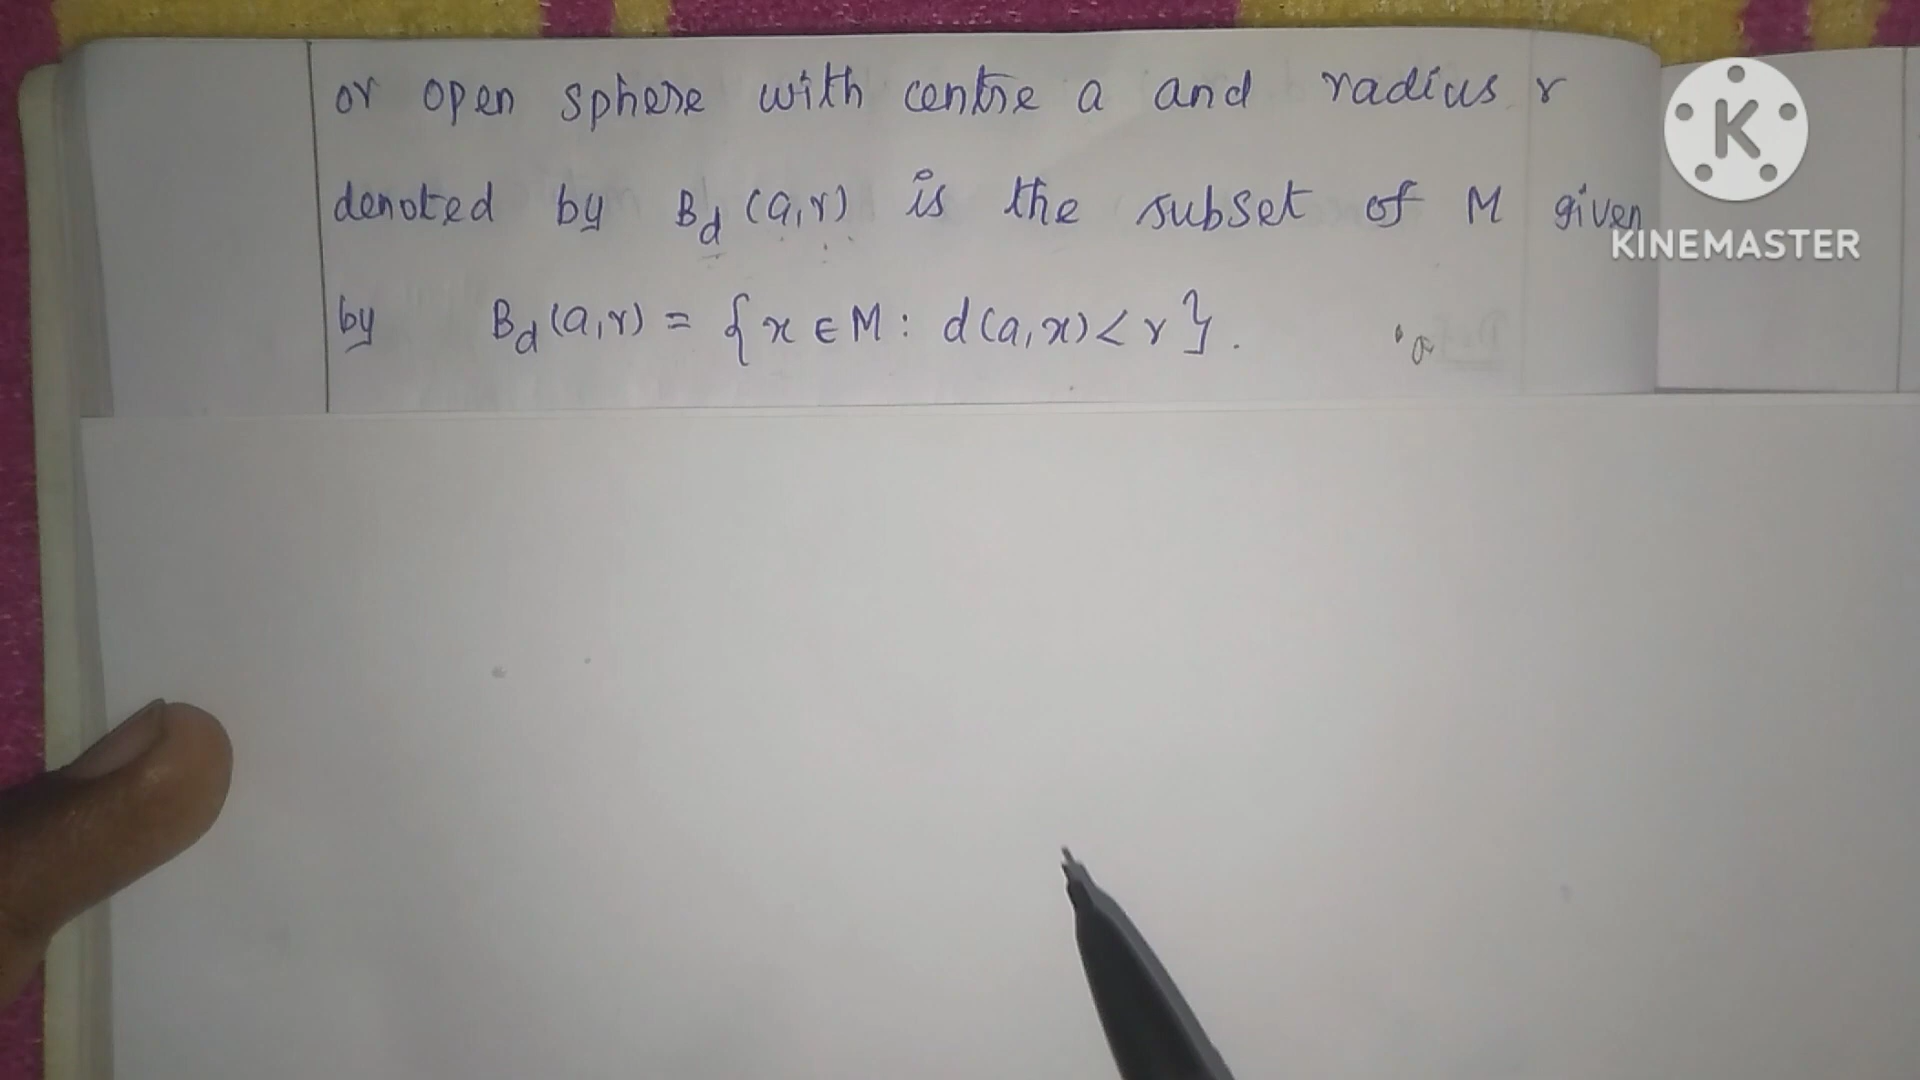 or open sphere with centre a and radius r
denoted by B_d (a,r) is the subset of M given
by B_d (a,r) = {x ∈ M : d(a,x) < r}.
K
KINEMASTER